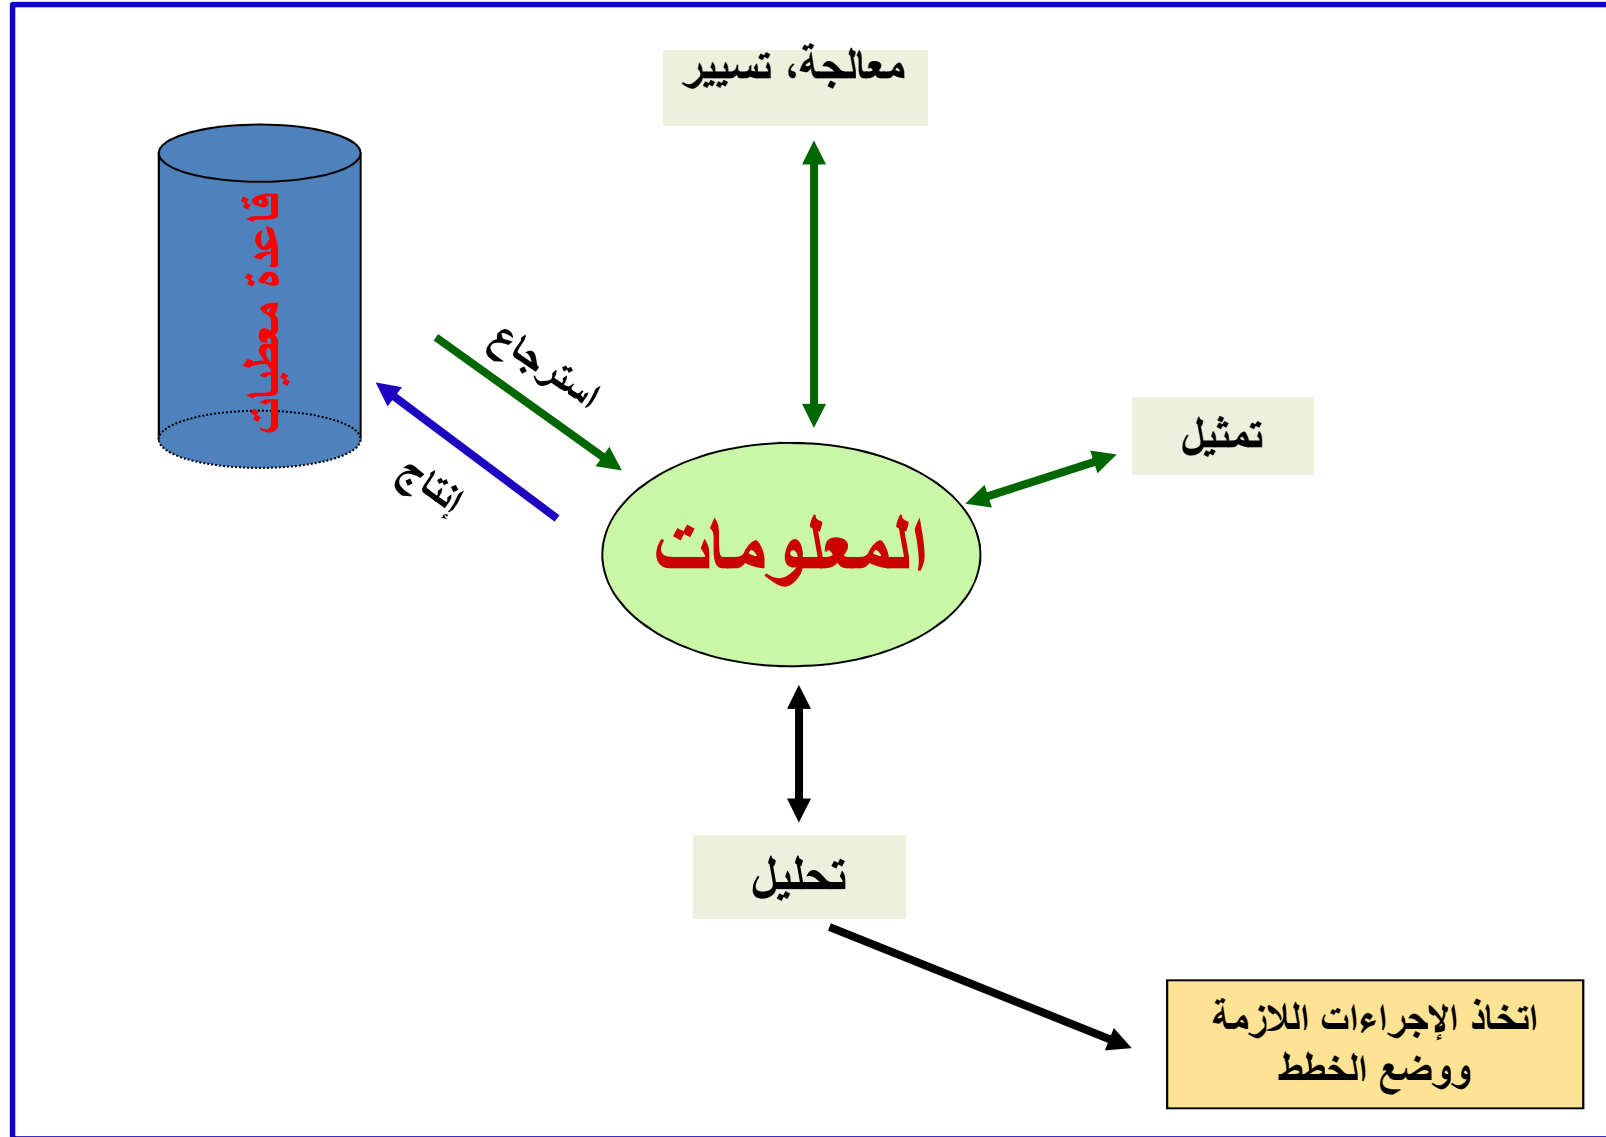 معالجة، تسيير
قاعدة معطيات
استرجاع
إنتاج
تمثيل
المعلومات
تحليل
اتخاذ الإجراءات اللازمة
ووضع الخطط